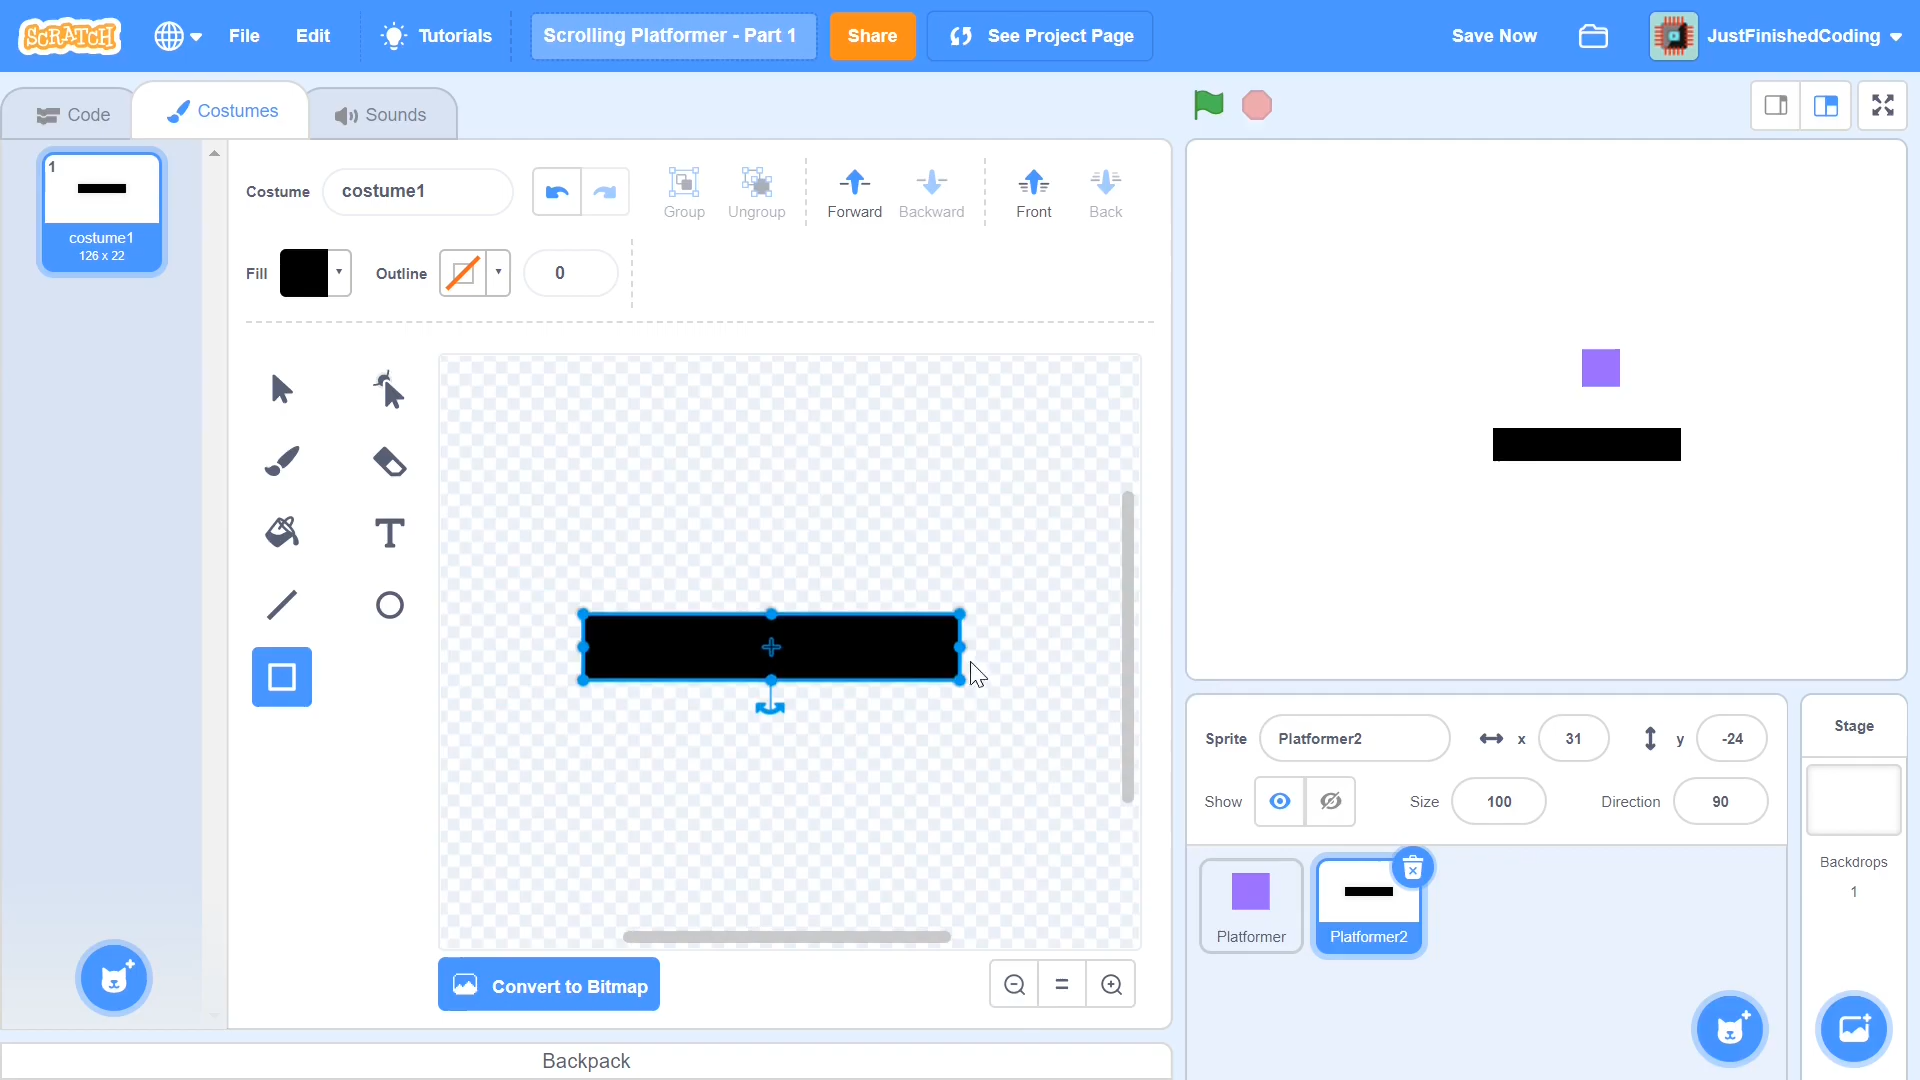 SCRATCH File Edit Tutorials Scrolling Platformer - Part 1 Share See Project Page Save Now JustFinishedCoding
Code Costumes Sounds
1
costume1
126 x 22
Costume costume1 Group Ungroup Forward Backward Front Back
Fill Outline 0
T
Convert to Bitmap
Backpack
Sprite Platformer2 x 31 y -24
Show Size 100 Direction 90
Platformer Platformer2
Stage
Backdrops
1